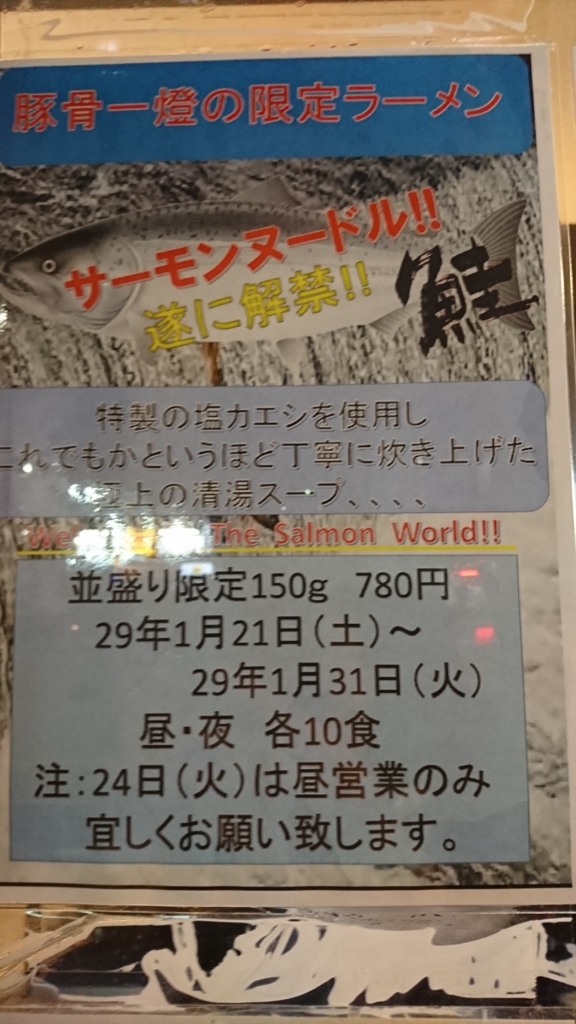 豚骨一燈の限定ラーメン
サーモンヌードル!!
遂に解禁!!
鮭
特製の塩カエシを使用し
これでもかというほど丁寧に炊き上げた
上の清湯スープ、、、、
The Salmon World!!
並盛り限定150g 780円
29年1月21日(土)～
29年1月31日(火)
昼・夜 各10食
注:24日(火)は昼営業のみ
宜しくお願い致します。